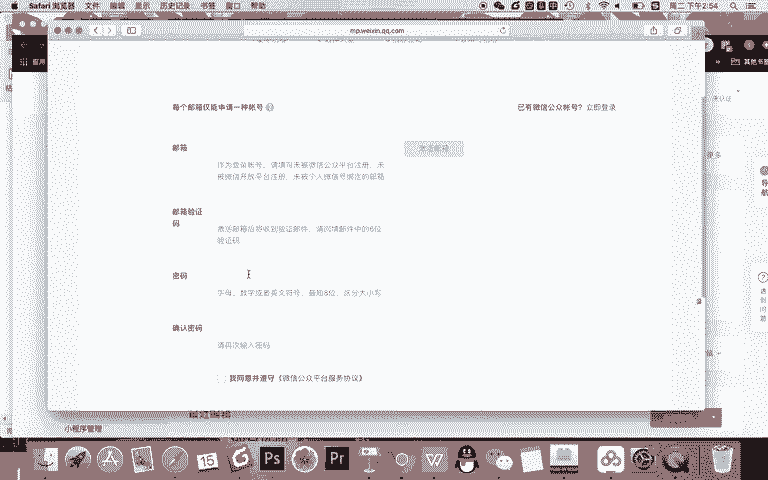 Safari 浏览器 文件 编辑 显示 历史记录 书签 窗口 帮助
周二 下午2:54
mp.weixin.qq.com
每个邮箱仅能申请一种帐号
已有微信公众帐号？立即登录
邮箱
激活邮箱
作为登录帐号，请填写未被微信公众平台注册，未
被微信开放平台注册，未被个人微信号绑定的邮箱
邮箱验证
码
激活邮箱后将收到验证邮件，请回填邮件中的6位
验证码
密码
字母、数字或者英文符号，最短8位，区分大小写
确认密码
请再次输入密码
我同意并遵守《微信公众平台服务协议》
小程序管理
15
Ps
Pr